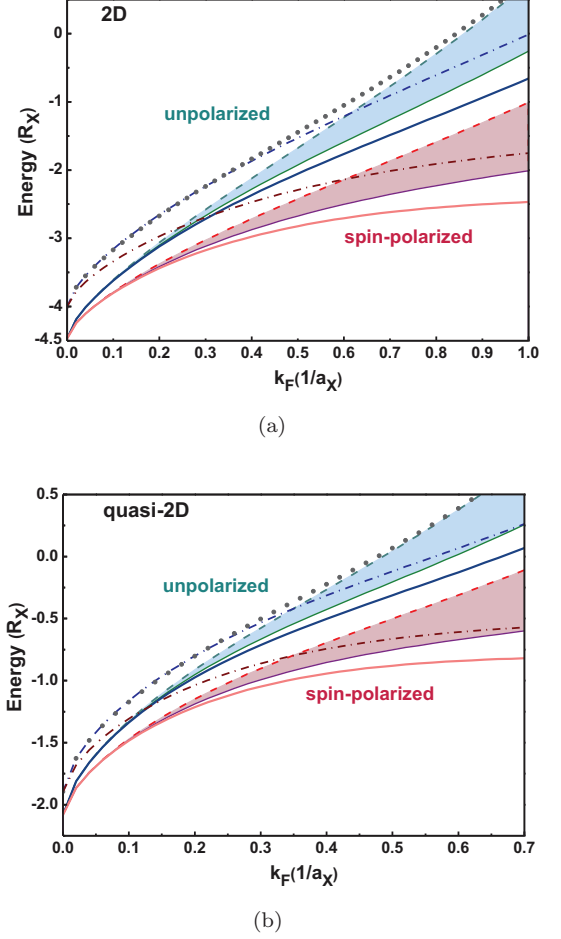 2D
0
-1
-2
-3
-4
-4.5
Energy (R_X)
unpolarized
spin-polarized
0.0 0.1 0.2 0.3 0.4 0.5 0.6 0.7 0.8 0.9 1.0
k_F(1/a_X)
(a)
quasi-2D
0.5
0.0
-0.5
-1.0
-1.5
-2.0
Energy (R_X)
unpolarized
spin-polarized
0.0 0.1 0.2 0.3 0.4 0.5 0.6 0.7
k_F(1/a_X)
(b)